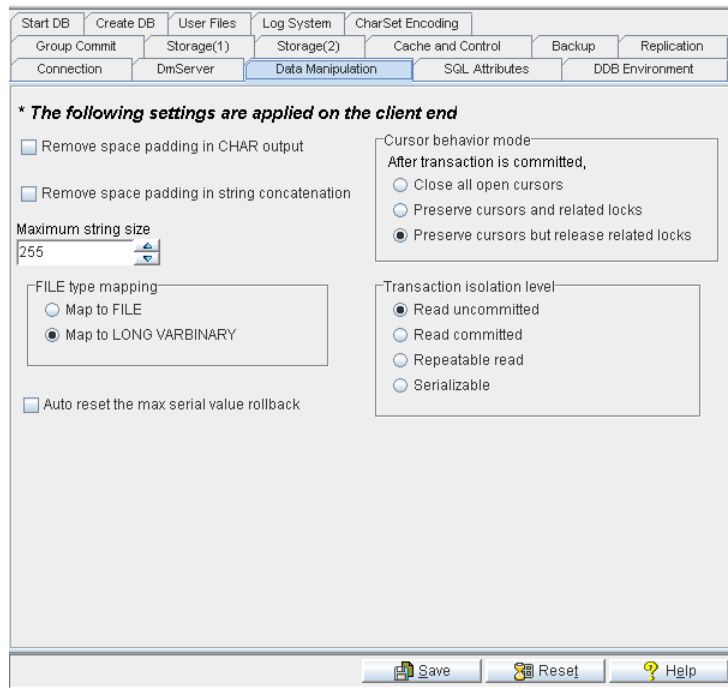 Start DB Create DB User Files Log System CharSet Encoding
Group Commit Storage(1) Storage(2) Cache and Control Backup Replication
Connection DmServer Data Manipulation SQL Attributes DDB Environment
* The following settings are applied on the client end
Remove space padding in CHAR output
Remove space padding in string concatenation
Maximum string size
255
FILE type mapping
Map to FILE
Map to LONG VARBINARY
Auto reset the max serial value rollback
Cursor behavior mode
After transaction is committed,
Close all open cursors
Preserve cursors and related locks
Preserve cursors but release related locks
Transaction isolation level
Read uncommitted
Read committed
Repeatable read
Serializable
Save Reset Help